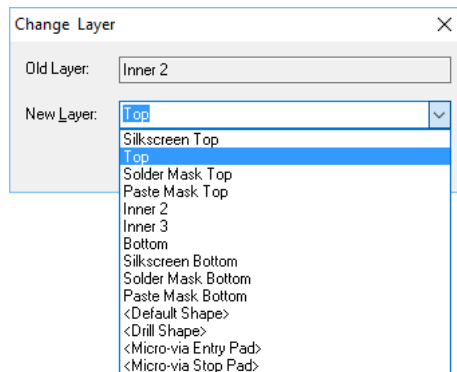 Change Layer
Old Layer: Inner 2
New Layer: Top
Silkscreen Top
Top
Solder Mask Top
Paste Mask Top
Inner 2
Inner 3
Bottom
Silkscreen Bottom
Solder Mask Bottom
Paste Mask Bottom
<Default Shape>
<Drill Shape>
<Micro-via Entry Pad>
<Micro-via Stop Pad>